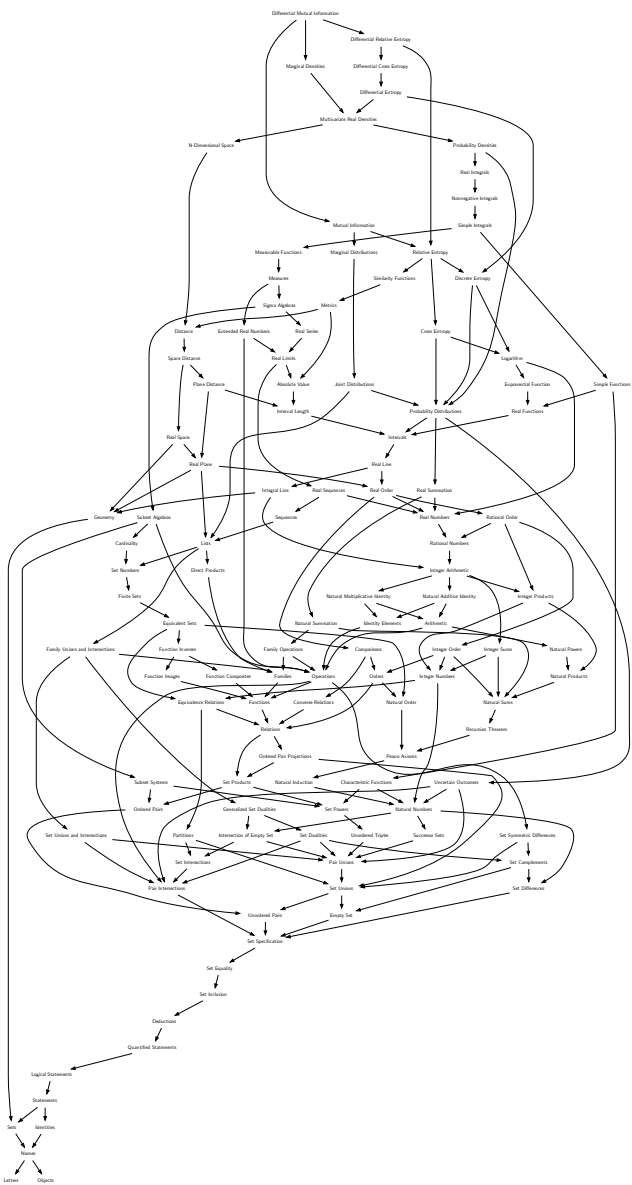 Differential Mutual Information
Differential Relative Entropy
Marginal Densities
Differential Cross Entropy
Differential Entropy
Multivariate Real Densities
N-Dimensional Space
Probability Densities
Real Integrals
Nonnegative Integrals
Mutual Information
Simple Integrals
Measurable Functions
Marginal Distributions
Relative Entropy
Measures
Similarity Functions
Discrete Entropy
Sigma Algebras
Metrics
Distance
Extended Real Numbers
Real Series
Cross Entropy
Space Distance
Real Limits
Logarithm
Plane Distance
Absolute Value
Joint Distributions
Exponential Function
Simple Functions
Interval Length
Probability Distributions
Real Functions
Real Space
Intervals
Real Plane
Real Line
Integral Line
Real Sequences
Real Order
Real Summation
Geometry
Subset Algebras
Sequences
Real Numbers
Rational Order
Cardinality
Lists
Rational Numbers
Set Numbers
Direct Products
Integer Arithmetic
Finite Sets
Natural Multiplicative Identity
Natural Additive Identity
Integer Products
Equivalent Sets
Natural Summation
Identity Elements
Arithmetic
Family Unions and Intersections
Function Inverses
Family Operations
Comparisons
Integer Order
Integer Sums
Natural Powers
Function Images
Function Composites
Families
Operations
Orders
Integer Numbers
Natural Products
Equivalence Relations
Functions
Converse Relations
Natural Order
Natural Sums
Relations
Recursion Theorem
Ordered Pair Projections
Peano Axioms
Subset Systems
Set Products
Natural Induction
Characteristic Functions
Uncertain Outcomes
Ordered Pairs
Generalized Set Dualities
Set Powers
Natural Numbers
Set Unions and Intersections
Partitions
Intersection of Empty Set
Set Dualities
Unordered Triples
Successor Sets
Set Symmetric Differences
Set Intersections
Pair Unions
Set Complements
Pair Intersections
Set Unions
Set Differences
Unordered Pairs
Empty Set
Set Specification
Set Equality
Set Inclusion
Deductions
Quantified Statements
Logical Statements
Statements
Sets
Identities
Names
Letters
Objects